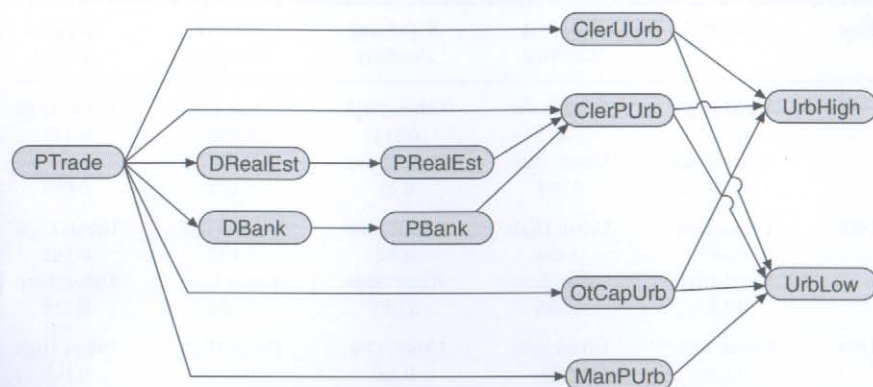 ClerUUrb
ClerPUrb
UrbHigh
PTrade
DRealEst
PRealEst
DBank
PBank
OtCapUrb
UrbLow
ManPUrb